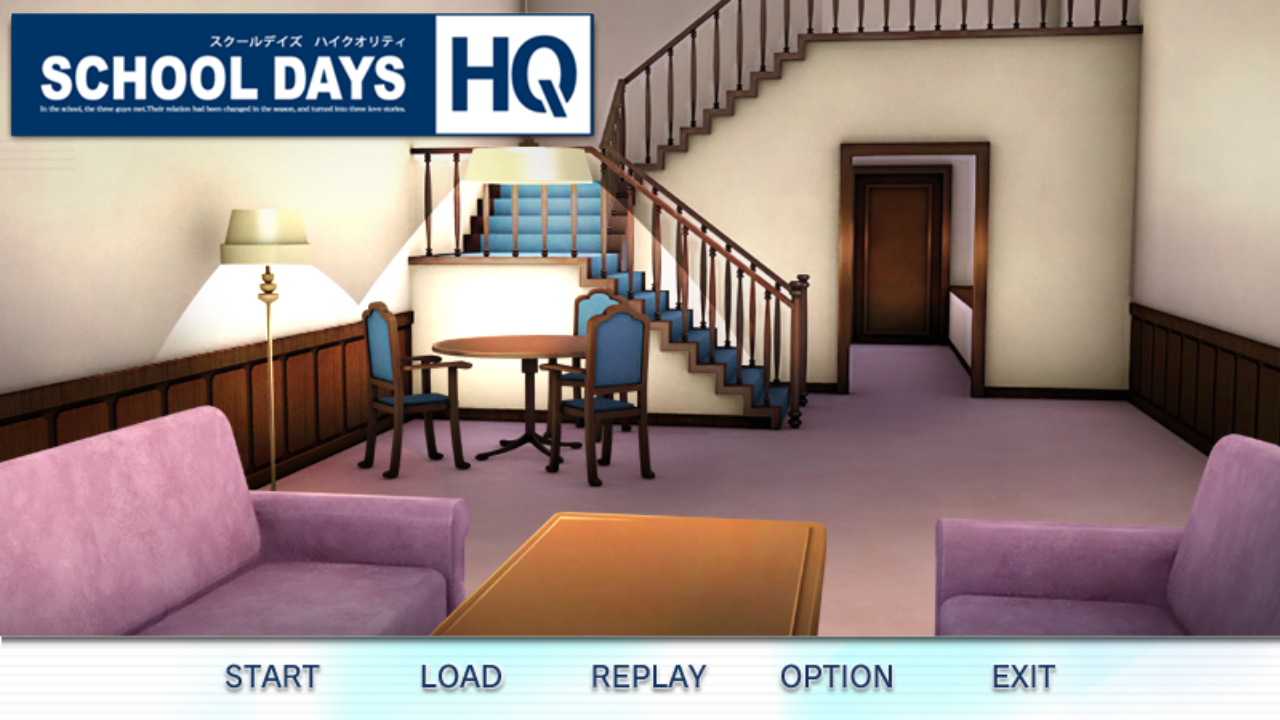 スクールデイズ ハイクオリティ
SCHOOL DAYS HQ
In the school, the three guys met.Their relation had been changed in the season, and turned into three love stories.
START LOAD REPLAY OPTION EXIT